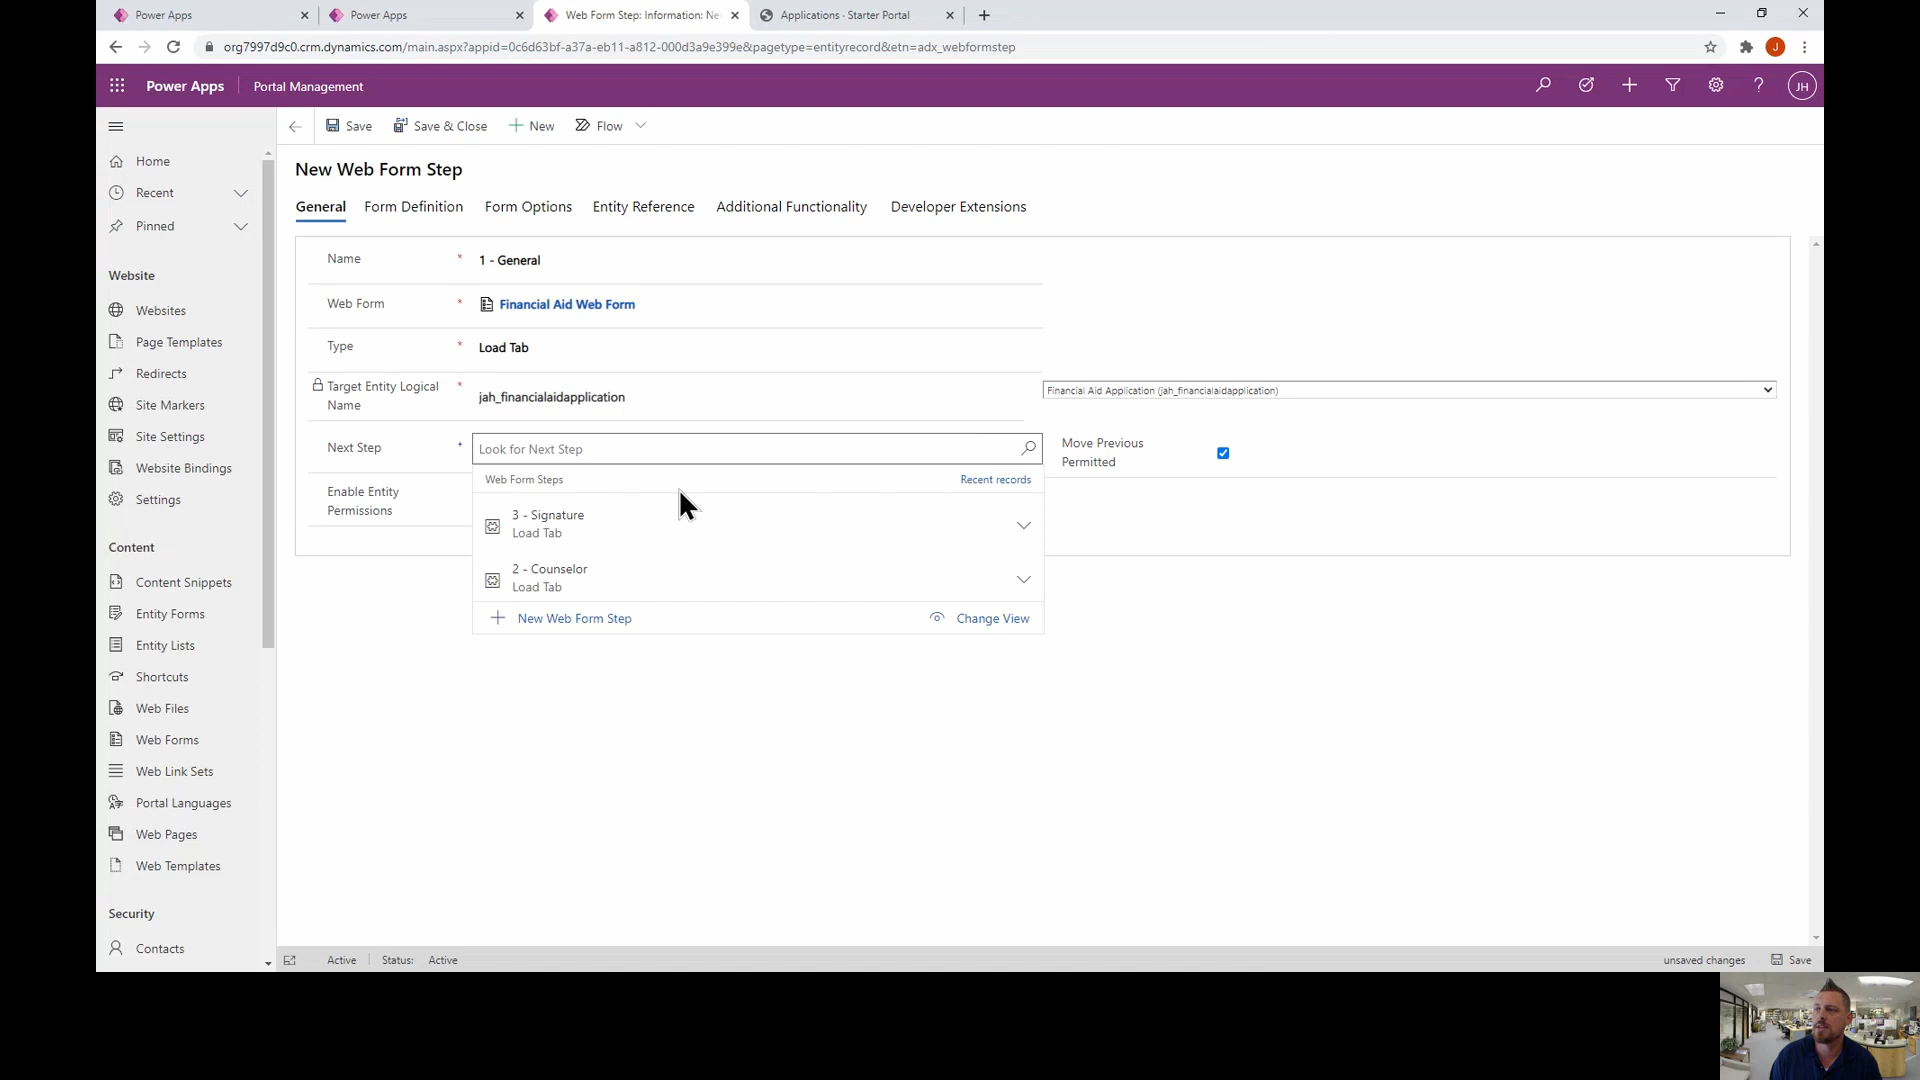 Power Apps
Power Apps
Web Form Step: Information: Ne
Applications · Starter Portal
org7997d9c0.crm.dynamics.com/main.aspx?appid=0c6d63bf-a37a-eb11-a812-000d3a9e399e&pagetype=entityrecord&etn=adx_webformstep
J
Power Apps
Portal Management
JH
Save
Save & Close
New
Flow
Home
Recent
Pinned
Website
Websites
Page Templates
Redirects
Site Markers
Site Settings
Website Bindings
Settings
Content
Content Snippets
Entity Forms
Entity Lists
Shortcuts
Web Files
Web Forms
Web Link Sets
Portal Languages
Web Pages
Web Templates
Security
Contacts
New Web Form Step
General
Form Definition
Form Options
Entity Reference
Additional Functionality
Developer Extensions
Name * 1 - General
Web Form * Financial Aid Web Form
Type * Load Tab
Target Entity Logical
Name
* jah_financialaidapplication
Financial Aid Application (jah_financialaidapplication)
Next Step
Look for Next Step
Move Previous
Permitted
Web Form Steps
Recent records
Enable Entity
Permissions
3 - Signature
Load Tab
2 - Counselor
Load Tab
New Web Form Step
Change View
Active
Status:
Active
unsaved changes
Save